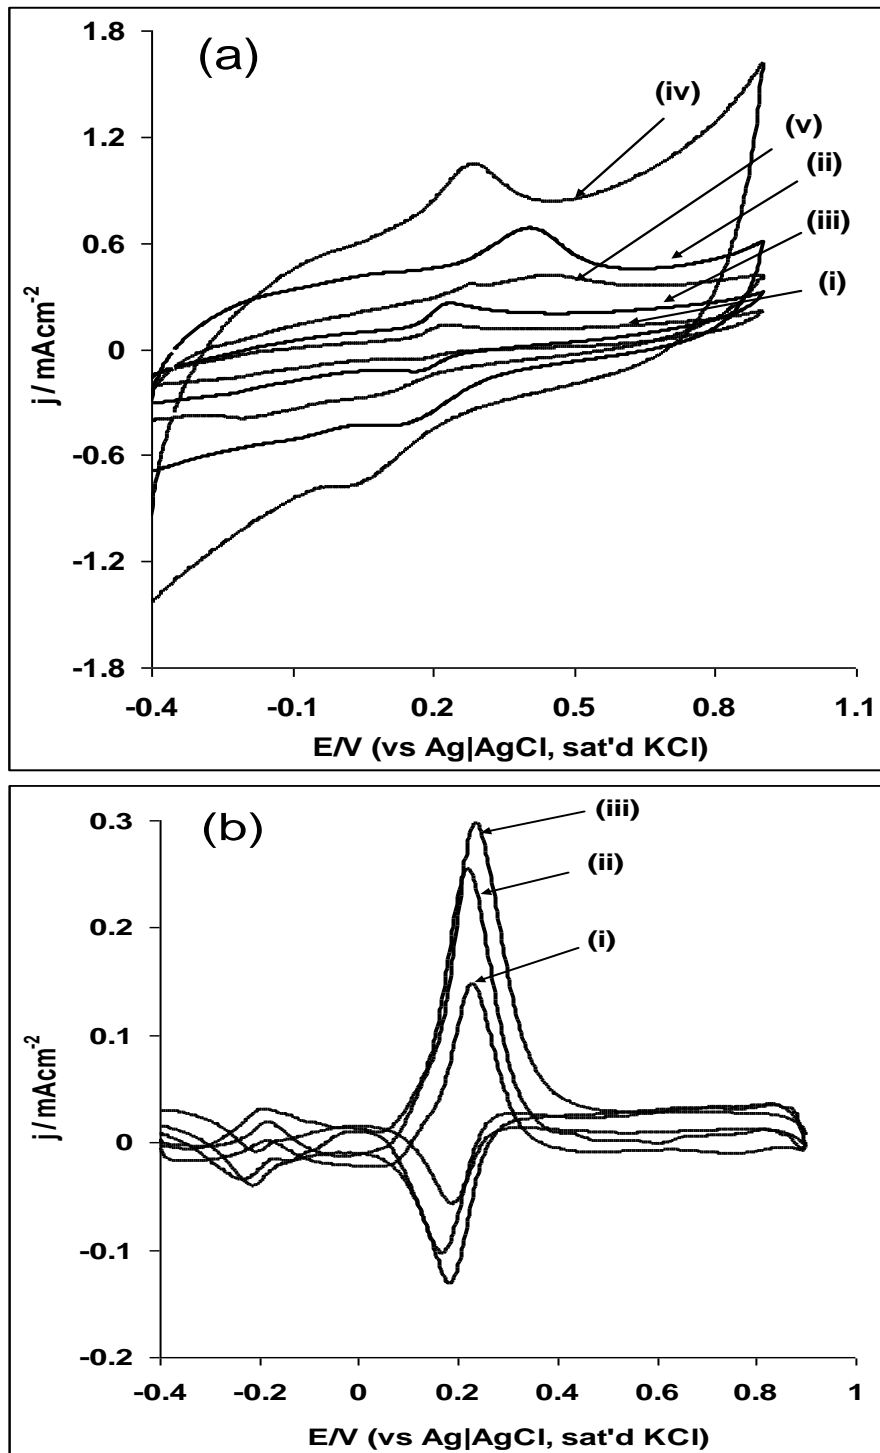 (a)
1.8
1.2
0.6
0
-0.6
-1.2
-1.8
j / mAcm-2
(iv)
(v)
(ii)
(iii)
(i)
-0.4 -0.1 0.2 0.5 0.8 1.1
E/V (vs Ag|AgCl, sat'd KCl)
(b)
0.3
0.2
0.1
0
-0.1
-0.2
j / mAcm-2
(iii)
(ii)
(i)
-0.4 -0.2 0 0.2 0.4 0.6 0.8 1
E/V (vs Ag|AgCl, sat'd KCl)